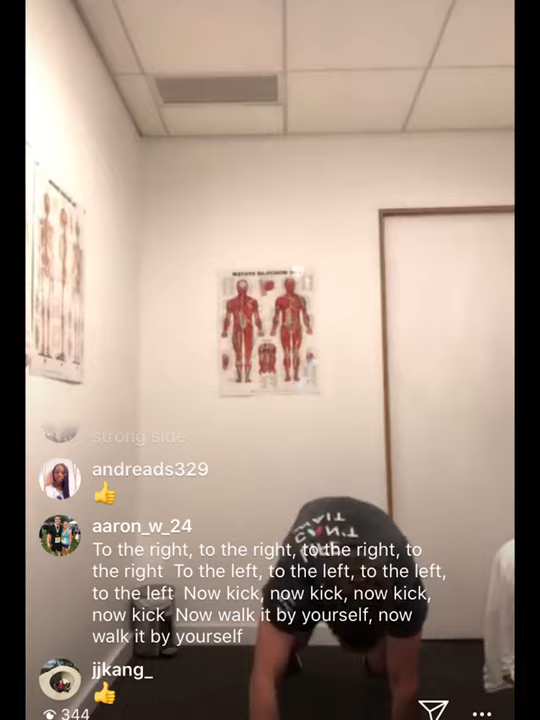 strong side
andreads329
👍
aaron_w_24
To the right, to the right, to the right, to
the right  To the left, to the left, to the left,
to the left  Now kick, now kick, now kick,
now kick  Now walk it by yourself, now
walk it by yourself
jjkang_
👍
344